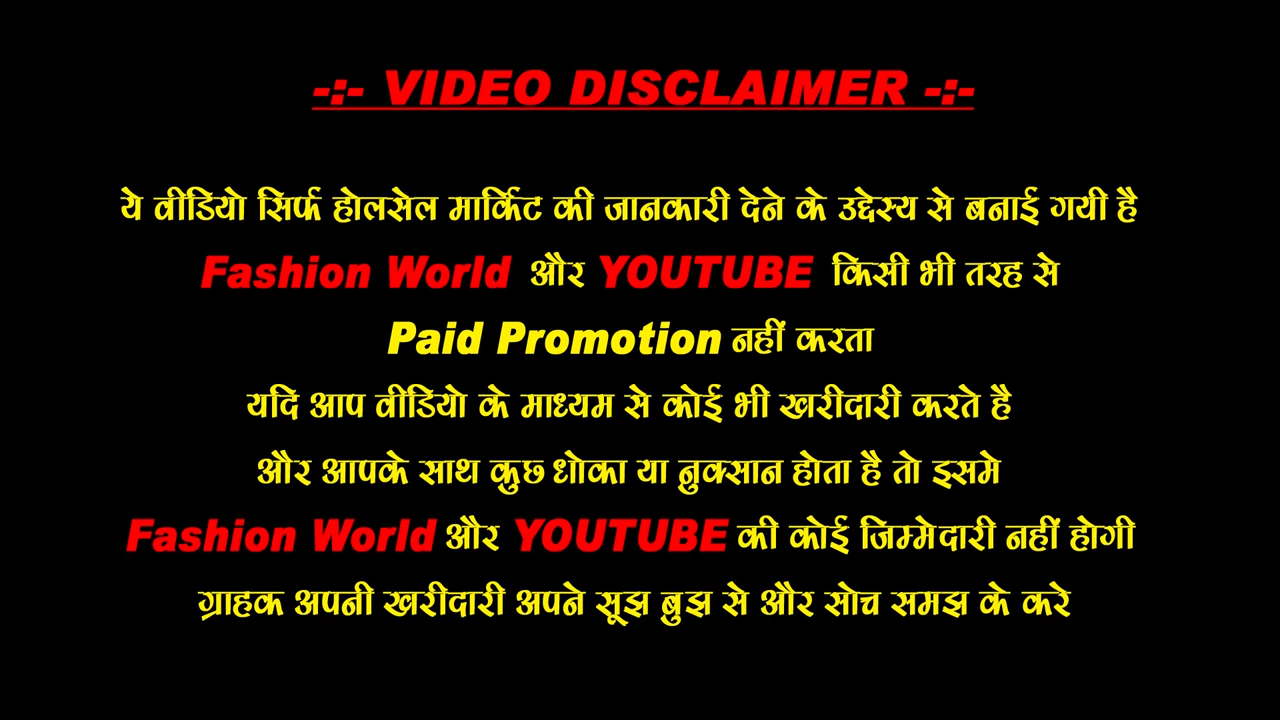 -:- VIDEO DISCLAIMER -:-
ये वीडियो सिर्फ होलसेल मार्किट की जानकारी देने के उद्देस्य से बनाई गयी है
Fashion World और YOUTUBE किसी भी तरह से
Paid Promotion नहीं करता
यदि आप वीडियो के माध्यम से कोई भी खरीदारी करते है
और आपके साथ कुछ धोका या नुक्सान होता है तो इसमे
Fashion World और YOUTUBE की कोई जिम्मेदारी नहीं होगी
ग्राहक अपनी खरीदारी अपने सूझ बुझ से और सोच समझ के करे